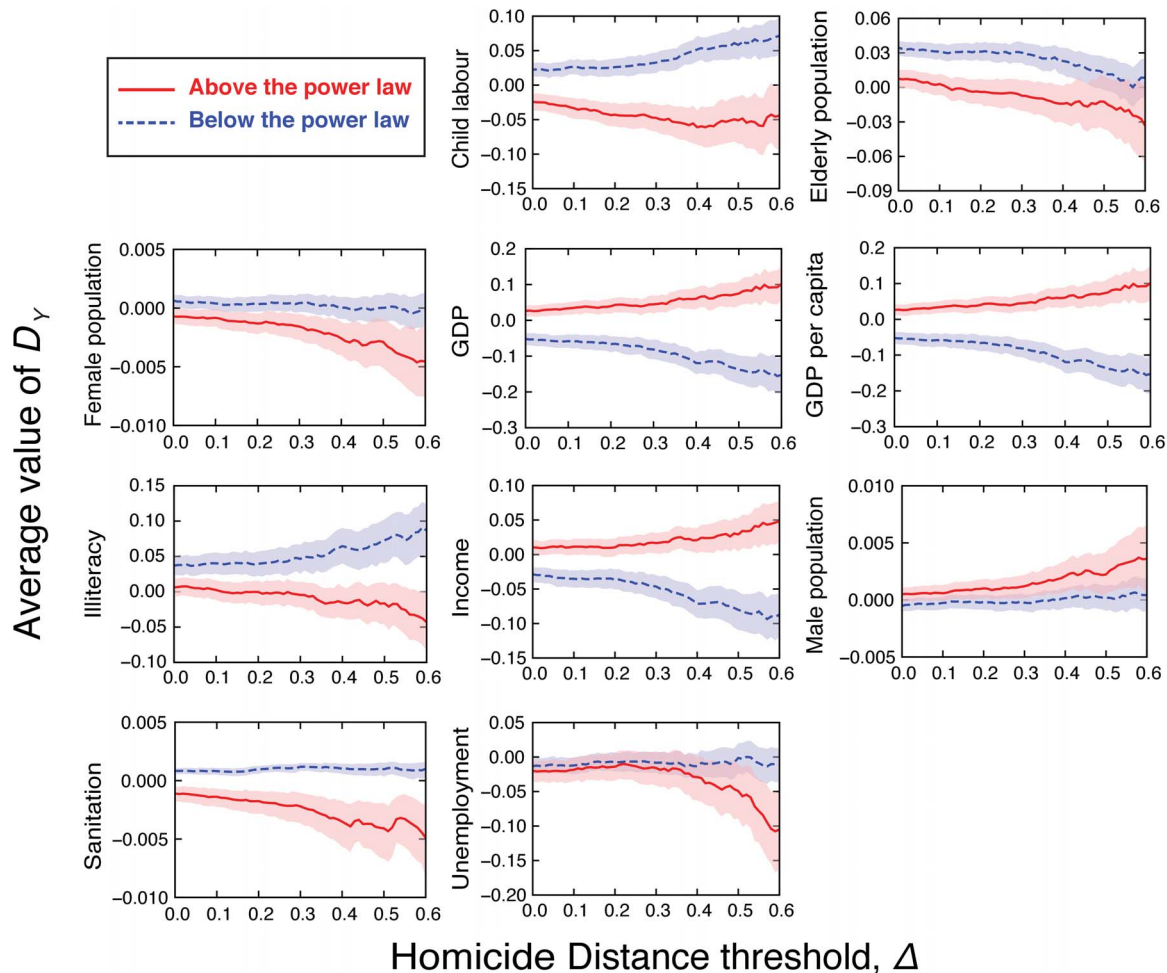 Above the power law
Below the power law
Average value of D_Y
Child labour
0.10
0.05
0.00
−0.05
−0.10
−0.15
0.0 0.1 0.2 0.3 0.4 0.5 0.6
Elderly population
0.06
0.03
0.00
−0.03
−0.06
−0.09
0.0 0.1 0.2 0.3 0.4 0.5 0.6
Female population
0.005
0.000
−0.005
−0.010
0.0 0.1 0.2 0.3 0.4 0.5 0.6
GDP
0.2
0.1
0.0
−0.1
−0.2
−0.3
0.0 0.1 0.2 0.3 0.4 0.5 0.6
GDP per capita
0.2
0.1
0.0
−0.1
−0.2
−0.3
0.0 0.1 0.2 0.3 0.4 0.5 0.6
Illiteracy
0.15
0.10
0.05
0.00
−0.05
−0.10
0.0 0.1 0.2 0.3 0.4 0.5 0.6
Income
0.10
0.05
0.00
−0.05
−0.10
−0.15
0.0 0.1 0.2 0.3 0.4 0.5 0.6
Male population
0.010
0.005
0.000
−0.005
0.0 0.1 0.2 0.3 0.4 0.5 0.6
Sanitation
0.005
0.000
−0.005
−0.010
0.0 0.1 0.2 0.3 0.4 0.5 0.6
Unemployment
0.05
0.00
−0.05
−0.10
−0.15
−0.20
0.0 0.1 0.2 0.3 0.4 0.5 0.6
Homicide Distance threshold, Δ